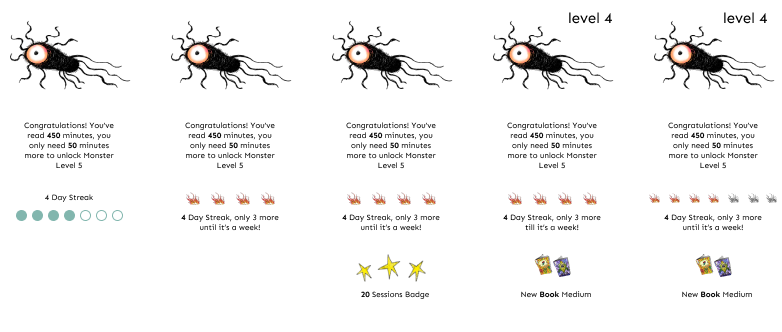 Congratulations! You've
read 450 minutes, you
only need 50 minutes
more to unlock Monster
Level 5
4 Day Streak
Congratulations! You've
read 450 minutes, you
only need 50 minutes
more to unlock Monster
Level 5
4 Day Streak, only 3 more
until it's a week!
Congratulations! You've
read 450 minutes, you
only need 50 minutes
more to unlock Monster
Level 5
4 Day Streak, only 3 more
until it's a week!
20 Sessions Badge
level 4
Congratulations! You've
read 450 minutes, you
only need 50 minutes
more to unlock Monster
Level 5
4 Day Streak, only 3 more
till it's a week!
New Book Medium
level 4
Congratulations! You've
read 450 minutes, you
only need 50 minutes
more to unlock Monster
Level 5
4 Day Streak, only 3 more
until it's a week!
New Book Medium